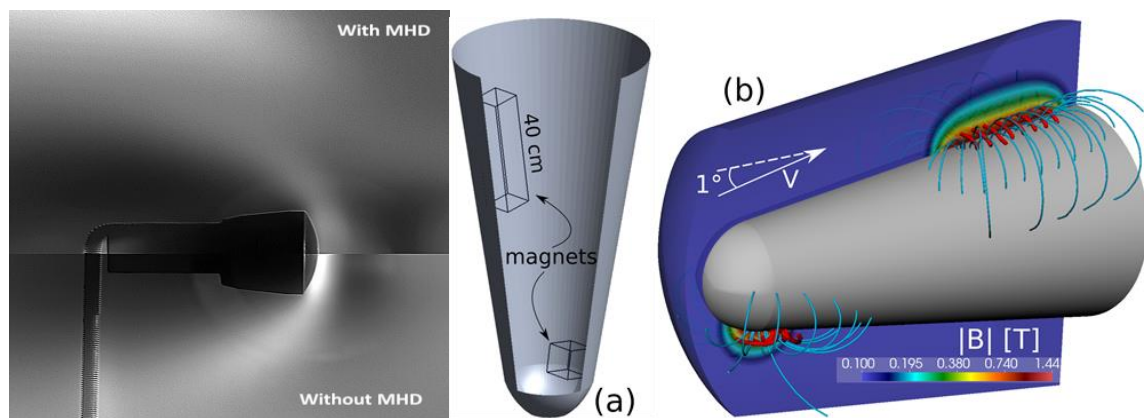 With MHD
Without MHD
40 cm
magnets
(a)
(b)
1°
V
|B| [T]
0.100 0.195 0.380 0.740 1.44